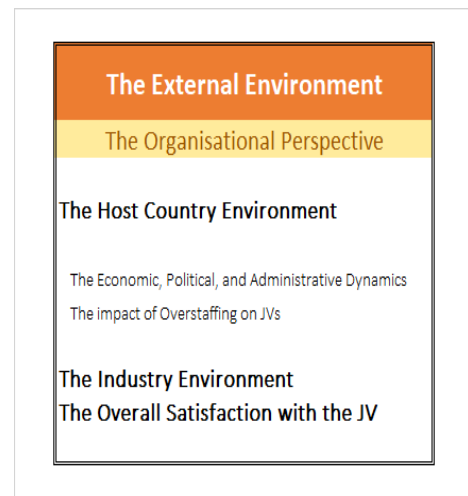 The External Environment
The Organisational Perspective
The Host Country Environment
The Economic, Political, and Administrative Dynamics
The impact of Overstaffing on JVs
The Industry Environment
The Overall Satisfaction with the JV